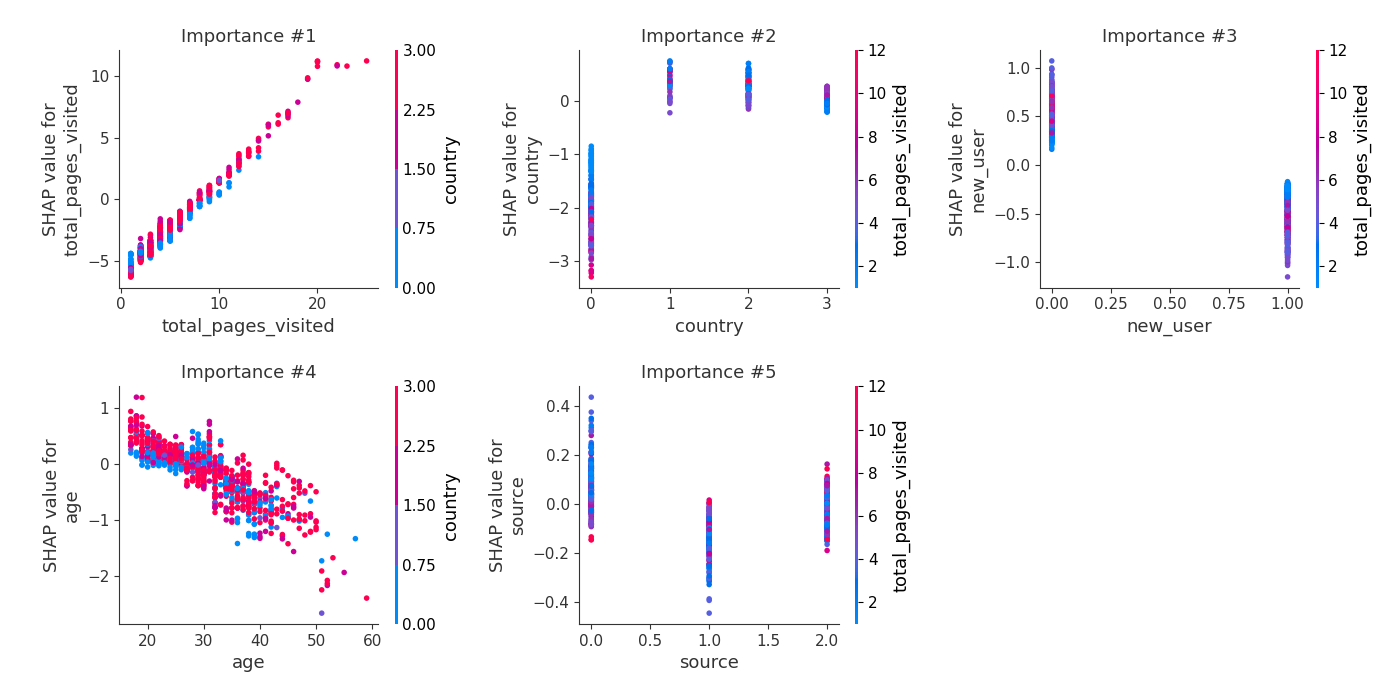 Importance #1
SHAP value for
total_pages_visited
10
5
0
−5
0
10
20
total_pages_visited
3.00
2.25
1.50
0.75
0.00
country
Importance #2
SHAP value for
country
0
−1
−2
−3
0
1
2
3
country
12
10
8
6
4
2
total_pages_visited
Importance #3
SHAP value for
new_user
1.0
0.5
0.0
−0.5
−1.0
0.00
0.25
0.50
0.75
1.00
new_user
12
10
8
6
4
2
total_pages_visited
Importance #4
SHAP value for
age
1
0
−1
−2
20
30
40
50
60
age
3.00
2.25
1.50
0.75
0.00
country
Importance #5
SHAP value for
source
0.4
0.2
0.0
−0.2
−0.4
0.0
0.5
1.0
1.5
2.0
source
12
10
8
6
4
2
total_pages_visited